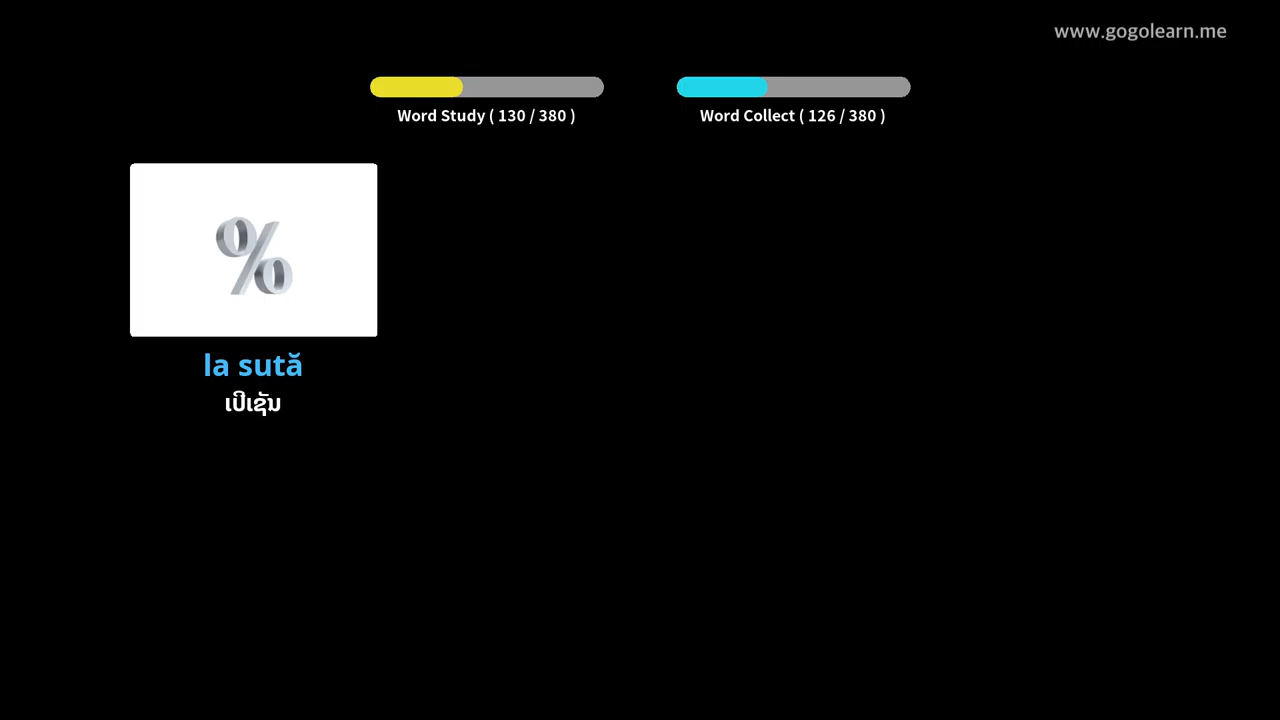 www.gogolearn.me
Word Study ( 130 / 380 )
Word Collect ( 126 / 380 )
%
la sută
ເປີເຊັນ